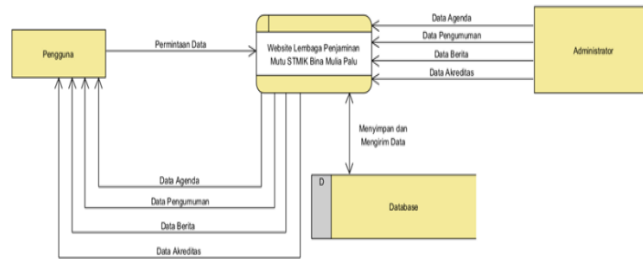 Pengguna
Permintaan Data
Website Lembaga Penjaminan
Mutu STMIK Bina Mulia Palu
Data Agenda
Data Pengumuman
Data Berita
Data Akreditas
Administrator
Menyimpan dan
Mengirim Data
D
Database
Data Agenda
Data Pengumuman
Data Berita
Data Akreditas